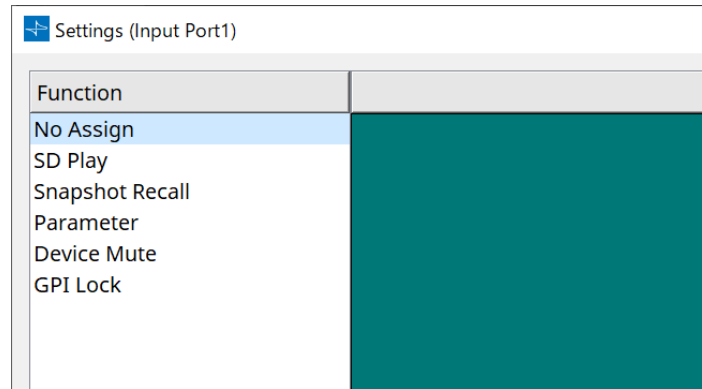 Settings (Input Port1)
Function
No Assign
SD Play
Snapshot Recall
Parameter
Device Mute
GPI Lock